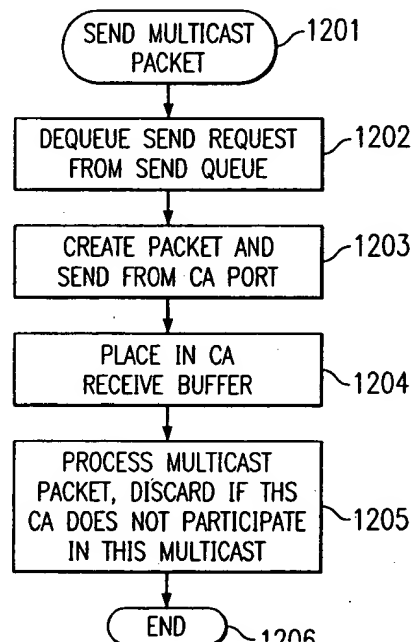 SEND MULTICAST
PACKET
1201
DEQUEUE SEND REQUEST
FROM SEND QUEUE
1202
CREATE PACKET AND
SEND FROM CA PORT
1203
PLACE IN CA
RECEIVE BUFFER
1204
PROCESS MULTICAST
PACKET, DISCARD IF THS
CA DOES NOT PARTICIPATE
IN THIS MULTICAST
1205
END
1206